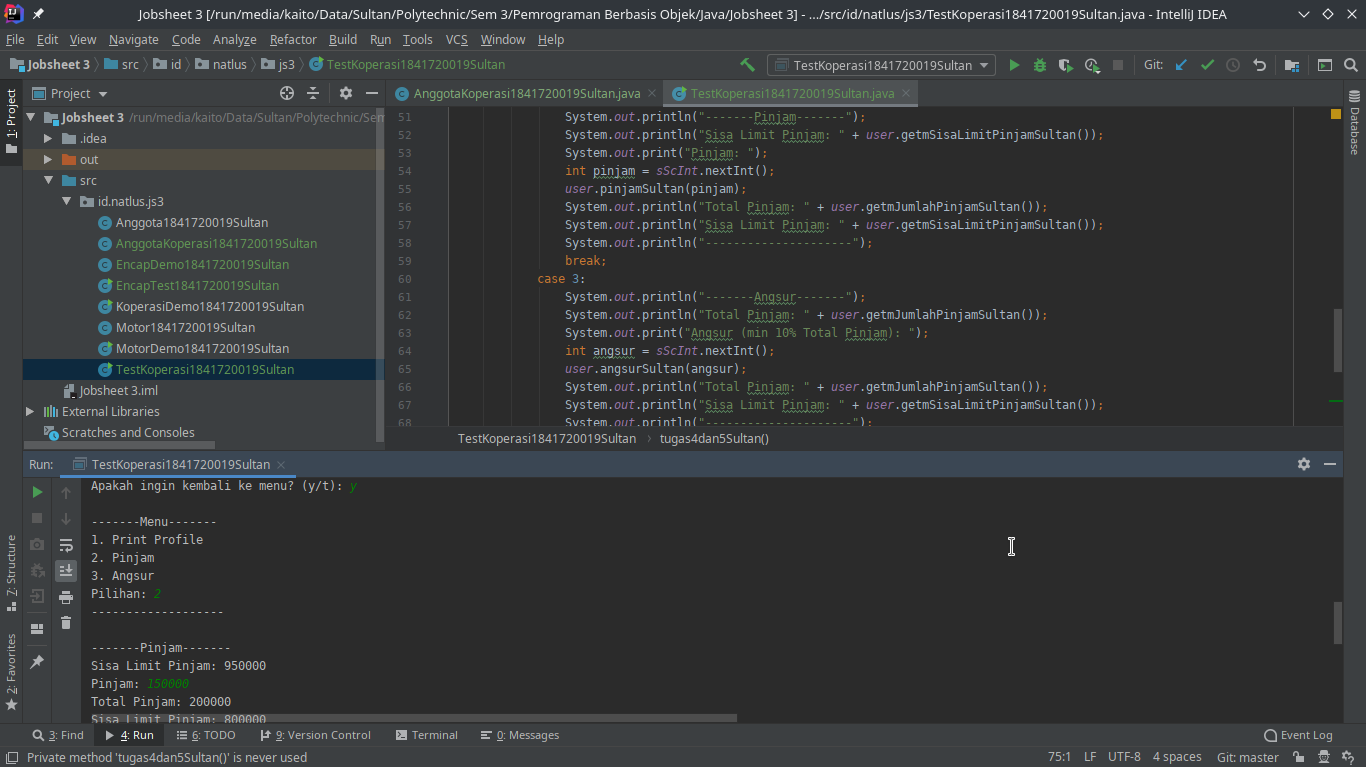 Jobsheet 3 [/run/media/kaito/Data/Sultan/Polytechnic/Sem 3/Pemrograman Berbasis Objek/Java/Jobsheet 3] - .../src/id/natlus/js3/TestKoperasi1841720019Sultan.java - IntelliJ IDEA
File Edit View Navigate Code Analyze Refactor Build Run Tools VCS Window Help
Jobsheet 3 src id natlus js3 TestKoperasi1841720019Sultan TestKoperasi1841720019Sultan Git:
1: Project
Project
AnggotaKoperasi1841720019Sultan.java TestKoperasi1841720019Sultan.java
Database
Jobsheet 3 /run/media/kaito/Data/Sultan/Polytechnic/Sem
.idea
out
src
id.natlus.js3
Anggota1841720019Sultan
AnggotaKoperasi1841720019Sultan
EncapDemo1841720019Sultan
EncapTest1841720019Sultan
KoperasiDemo1841720019Sultan
Motor1841720019Sultan
MotorDemo1841720019Sultan
TestKoperasi1841720019Sultan
Jobsheet 3.iml
External Libraries
Scratches and Consoles
51 System.out.println("-------Pinjam-------");
52 System.out.println("Sisa Limit Pinjam: " + user.getmSisaLimitPinjamSultan());
53 System.out.print("Pinjam: ");
54 int pinjam = sScInt.nextInt();
55 user.pinjamSultan(pinjam);
56 System.out.println("Total Pinjam: " + user.getmJumlahPinjamSultan());
57 System.out.println("Sisa Limit Pinjam: " + user.getmSisaLimitPinjamSultan());
58 System.out.println("---------------------");
59 break;
60 case 3:
61 System.out.println("-------Angsur-------");
62 System.out.println("Total Pinjam: " + user.getmJumlahPinjamSultan());
63 System.out.print("Angsur (min 10% Total Pinjam): ");
64 int angsur = sScInt.nextInt();
65 user.angsurSultan(angsur);
66 System.out.println("Total Pinjam: " + user.getmJumlahPinjamSultan());
67 System.out.println("Sisa Limit Pinjam: " + user.getmSisaLimitPinjamSultan());
68 System.out.println("---------------------");
TestKoperasi1841720019Sultan tugas4dan5Sultan()
Run: TestKoperasi1841720019Sultan
Apakah ingin kembali ke menu? (y/t): y
-------Menu-------
1. Print Profile
2. Pinjam
3. Angsur
Pilihan: 2
-------------------
-------Pinjam-------
Sisa Limit Pinjam: 950000
Pinjam: 150000
Total Pinjam: 200000
Sisa Limit Pinjam: 800000
7: Structure
2: Favorites
3: Find 4: Run 6: TODO 9: Version Control Terminal 0: Messages Event Log
Private method 'tugas4dan5Sultan()' is never used 75:1 LF UTF-8 4 spaces Git: master